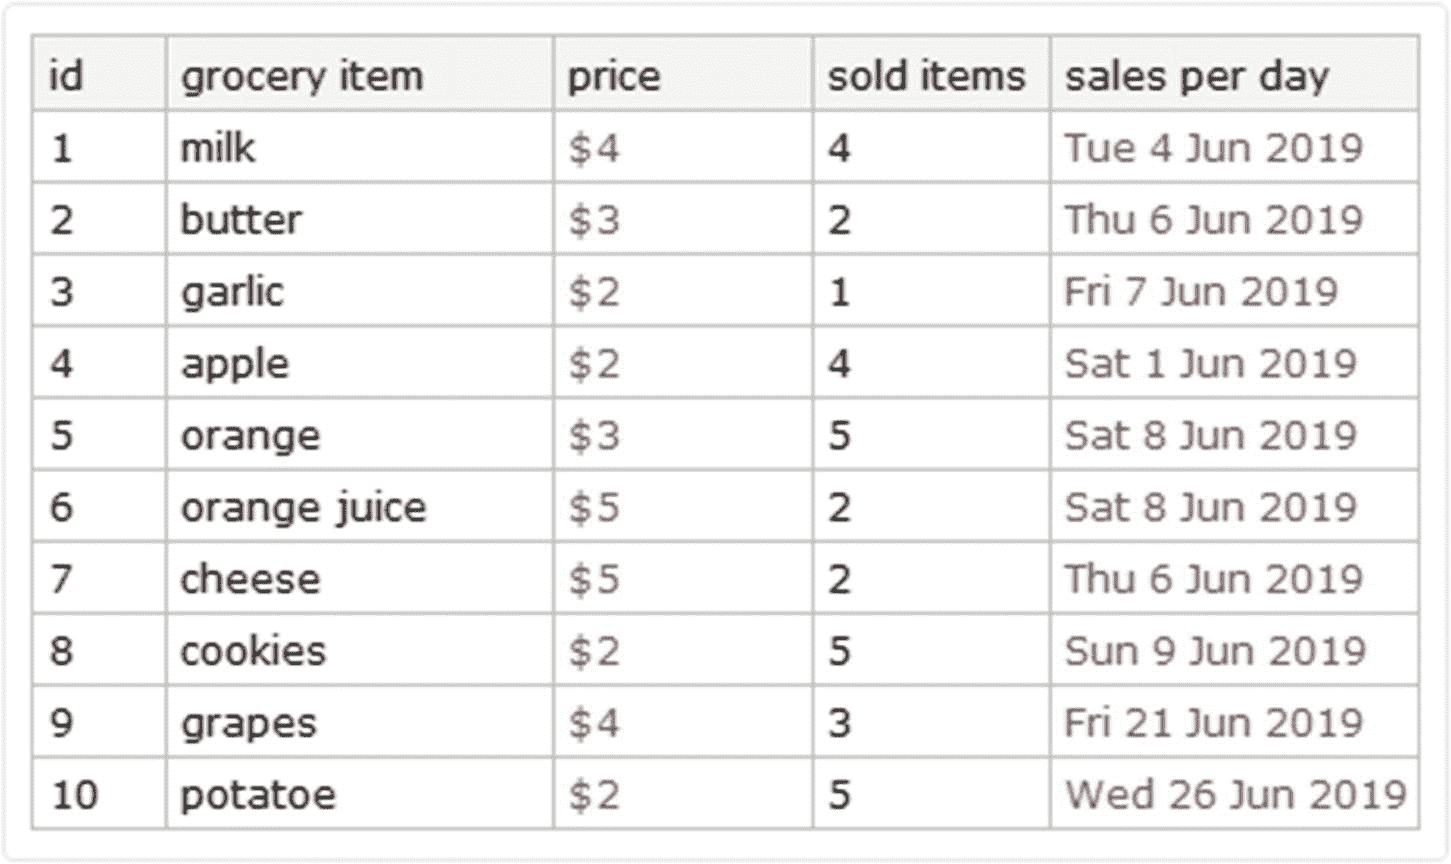 id grocery item price sold items sales per day
1 milk $4 4 Tue 4 Jun 2019
2 butter $3 2 Thu 6 Jun 2019
3 garlic $2 1 Fri 7 Jun 2019
4 apple $2 4 Sat 1 Jun 2019
5 orange $3 5 Sat 8 Jun 2019
6 orange juice $5 2 Sat 8 Jun 2019
7 cheese $5 2 Thu 6 Jun 2019
8 cookies $2 5 Sun 9 Jun 2019
9 grapes $4 3 Fri 21 Jun 2019
10 potatoe $2 5 Wed 26 Jun 2019